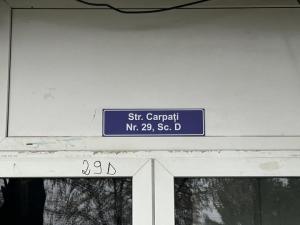 Str. Carpați
Nr. 29, Sc. D
29D